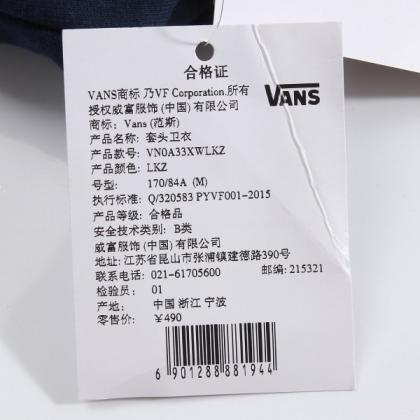 合格证
VANS商标 乃VF Corporation.所有
授权威富服饰(中国)有限公司
VANS
商标: Vans (范斯)
产品名称: 套头卫衣
产品款号: VN0A33XWLKZ
产品颜色: LKZ
号型: 170/84A (M)
执行标准: Q/320583 PYVF001-2015
产品等级: 合格品
安全技术类别: B类
威富服饰(中国)有限公司
地址: 江苏省昆山市张浦镇建德路390号
联系电话: 021-61705600 邮编: 215321
检验员: 01
产地: 中国 浙江 宁波
零售价: ¥490
6 901288 881944